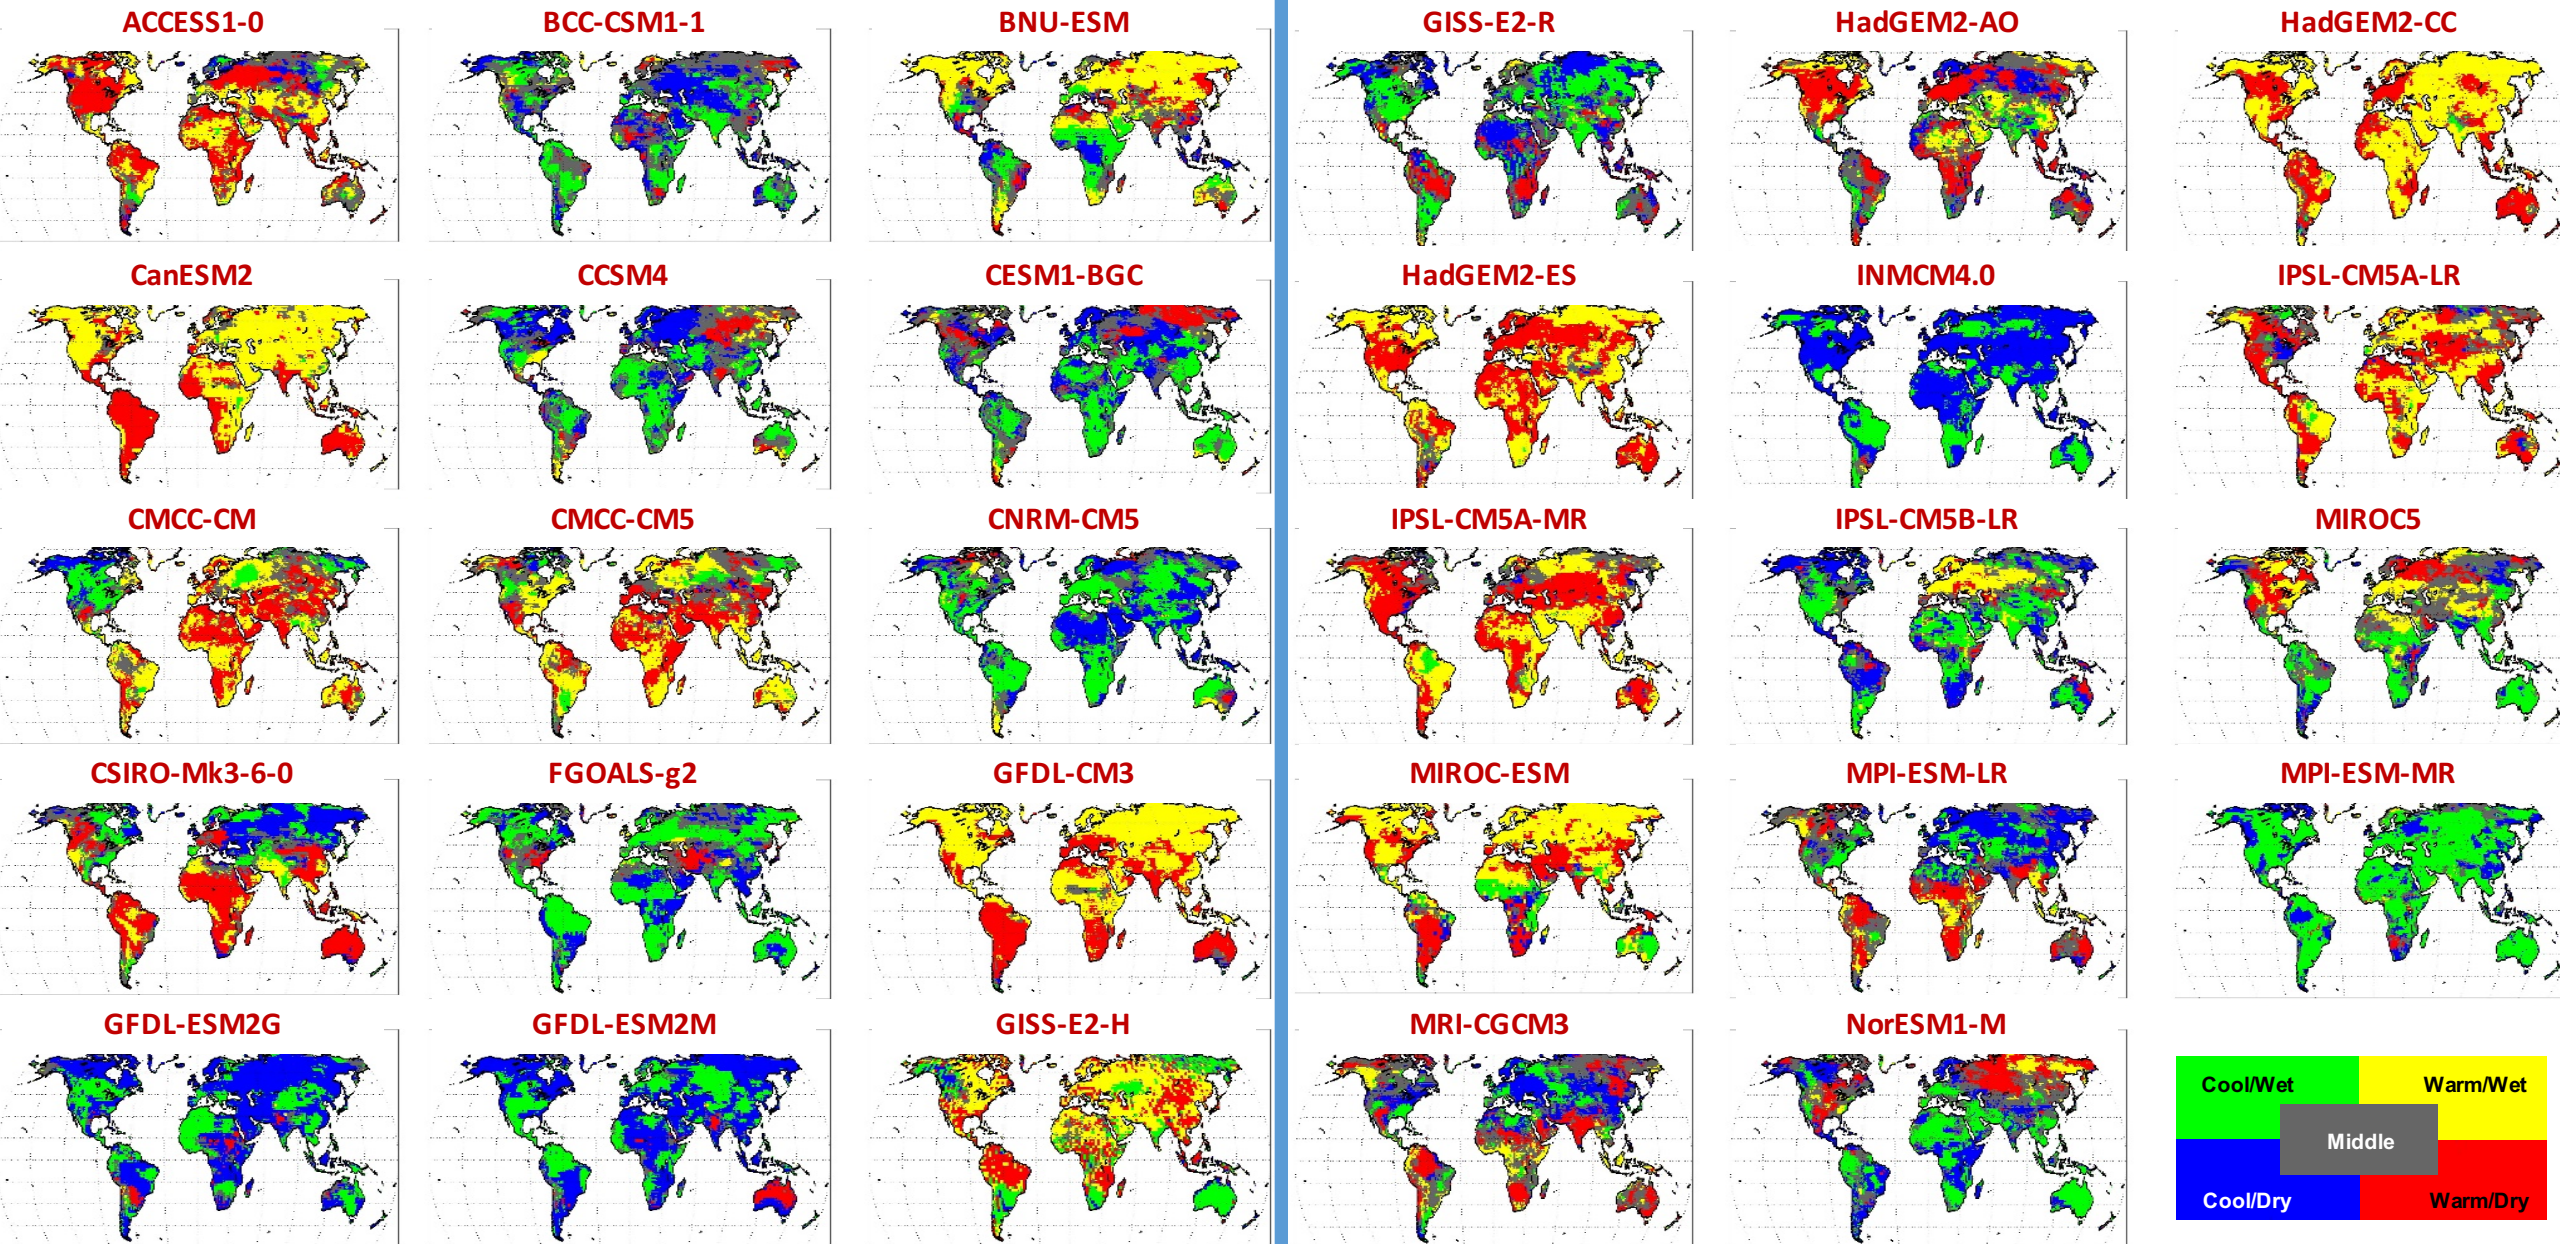 ACCESS1-0
BCC-CSM1-1
BNU-ESM
GISS-E2-R
HadGEM2-AO
HadGEM2-CC
CanESM2
CCSM4
CESM1-BGC
HadGEM2-ES
INMCM4.0
IPSL-CM5A-LR
CMCC-CM
CMCC-CM5
CNRM-CM5
IPSL-CM5A-MR
IPSL-CM5B-LR
MIROC5
CSIRO-Mk3-6-0
FGOALS-g2
GFDL-CM3
MIROC-ESM
MPI-ESM-LR
MPI-ESM-MR
GFDL-ESM2G
GFDL-ESM2M
GISS-E2-H
MRI-CGCM3
NorESM1-M
Cool/Wet
Warm/Wet
Middle
Cool/Dry
Warm/Dry